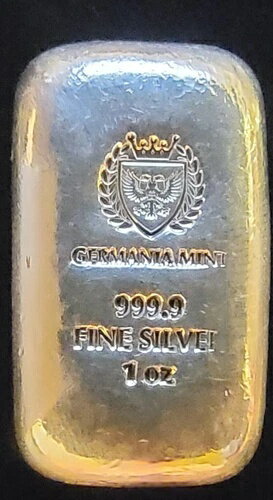 GERMANIA MINT
999.9
FINE SILVER
1 oz